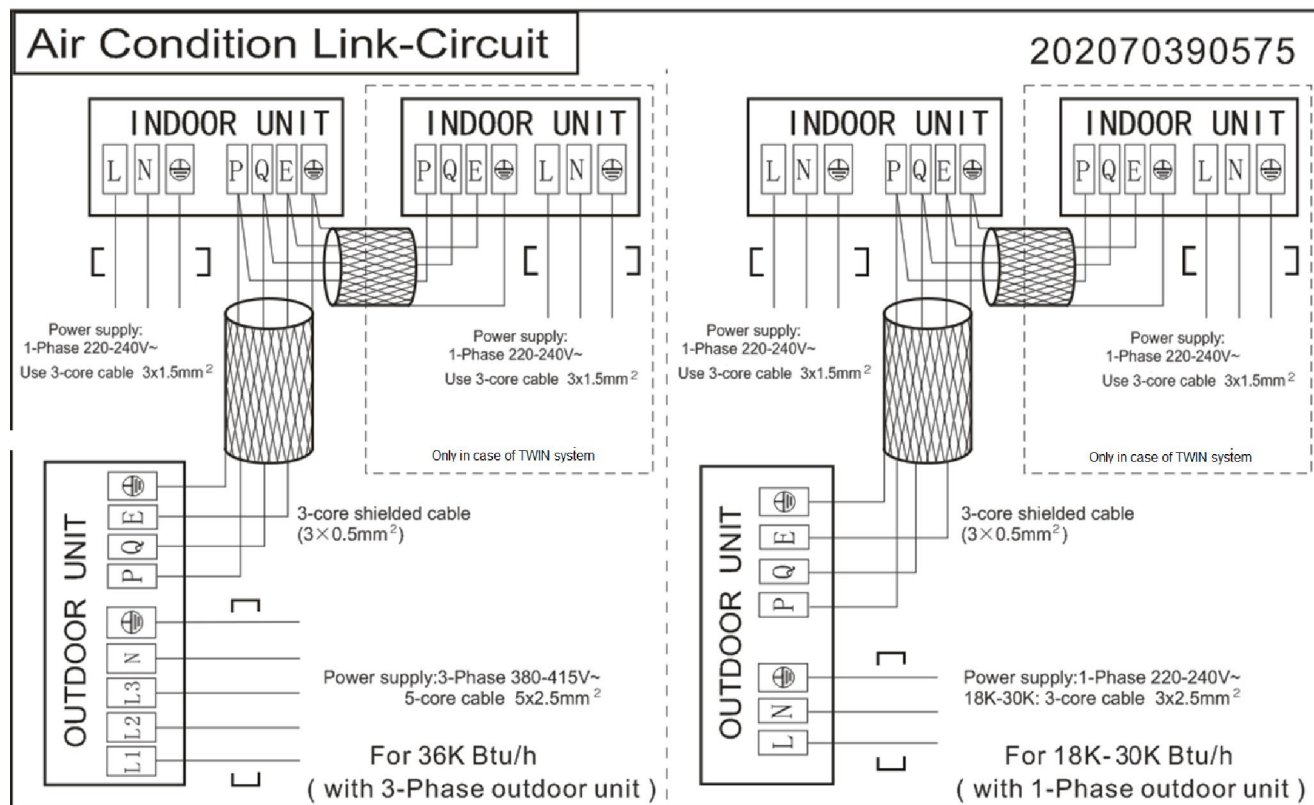 Air Condition Link-Circuit
202070390575
INDOOR UNIT
L N P Q E
INDOOR UNIT
P Q E L N
Power supply:
1-Phase 220-240V~
Use 3-core cable 3x1.5mm²
Power supply:
1-Phase 220-240V~
Use 3-core cable 3x1.5mm²
Only in case of TWIN system
OUTDOOR UNIT
E
Q
P
N
L3
L2
L1
3-core shielded cable
(3×0.5mm²)
Power supply:3-Phase 380-415V~
5-core cable 5x2.5mm²
For 36K Btu/h
( with 3-Phase outdoor unit )
INDOOR UNIT
L N P Q E
INDOOR UNIT
P Q E L N
Power supply:
1-Phase 220-240V~
Use 3-core cable 3x1.5mm²
Power supply:
1-Phase 220-240V~
Use 3-core cable 3x1.5mm²
Only in case of TWIN system
OUTDOOR UNIT
E
Q
P
N
L
3-core shielded cable
(3×0.5mm²)
Power supply:1-Phase 220-240V~
18K-30K: 3-core cable 3x2.5mm²
For 18K-30K Btu/h
( with 1-Phase outdoor unit )